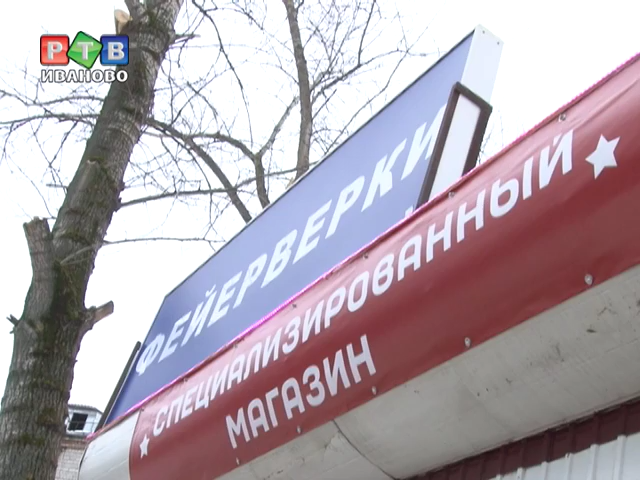 РТВ
ИВАНОВО
ФЕЙЕРВЕРКИ
СПЕЦИАЛИЗИРОВАННЫЙ
МАГАЗИН